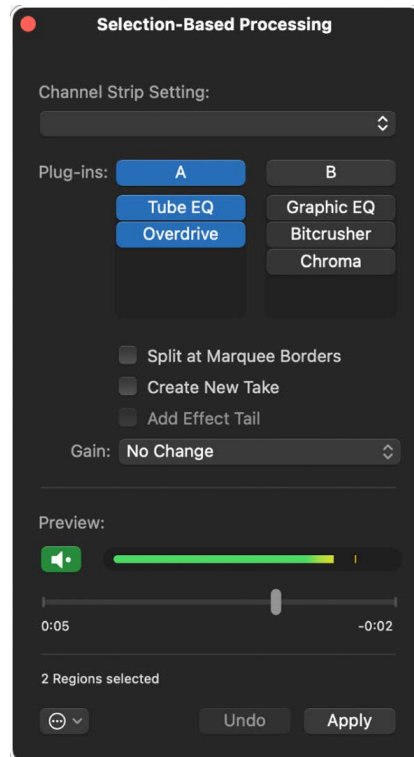 Selection-Based Processing
Channel Strip Setting:
Plug-ins: A B
Tube EQ Graphic EQ
Overdrive Bitcrusher
Chroma
Split at Marquee Borders
Create New Take
Add Effect Tail
Gain: No Change
Preview:
0:05 -0:02
2 Regions selected
Undo Apply